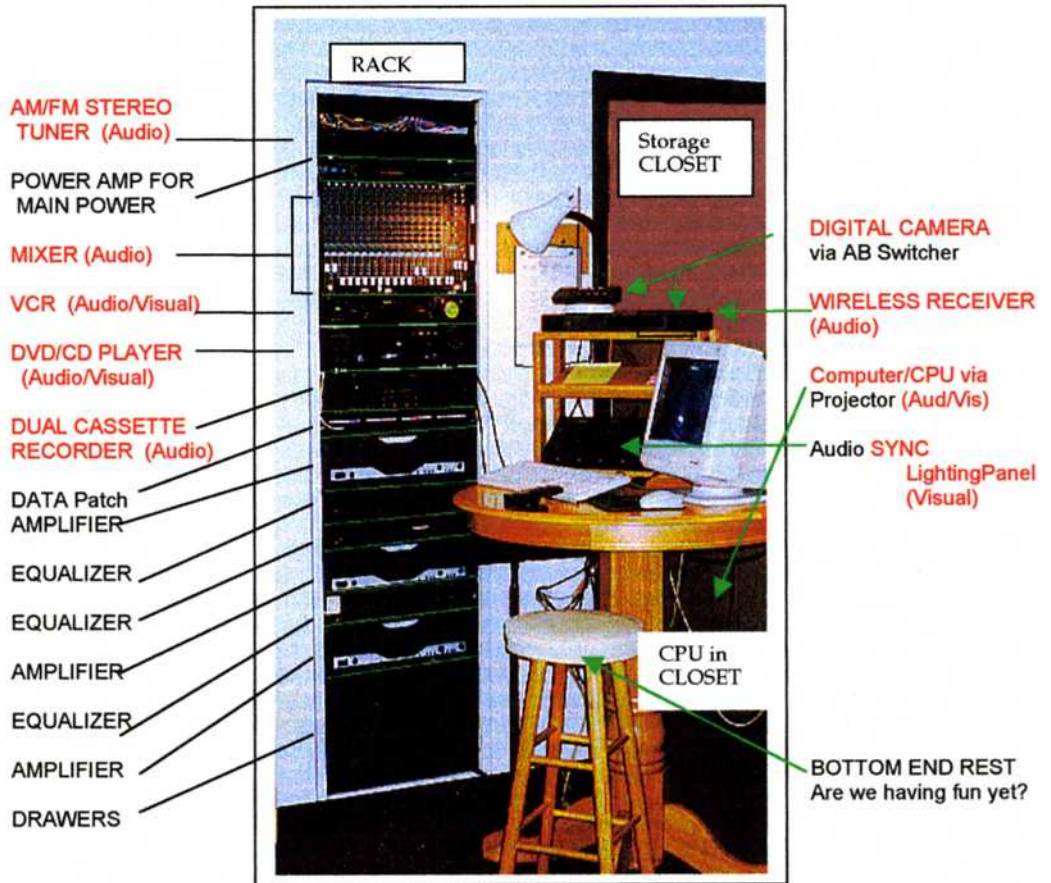 RACK
AM/FM STEREO
TUNER (Audio)
POWER AMP FOR
MAIN POWER
MIXER (Audio)
VCR (Audio/Visual)
DVD/CD PLAYER
(Audio/Visual)
DUAL CASSETTE
RECORDER (Audio)
DATA Patch
AMPLIFIER
EQUALIZER
EQUALIZER
AMPLIFIER
EQUALIZER
AMPLIFIER
DRAWERS
Storage
CLOSET
CPU in
CLOSET
DIGITAL CAMERA
via AB Switcher
WIRELESS RECEIVER
(Audio)
Computer/CPU via
Projector (Aud/Vis)
Audio SYNC
LightingPanel
(Visual)
BOTTOM END REST
Are we having fun yet?